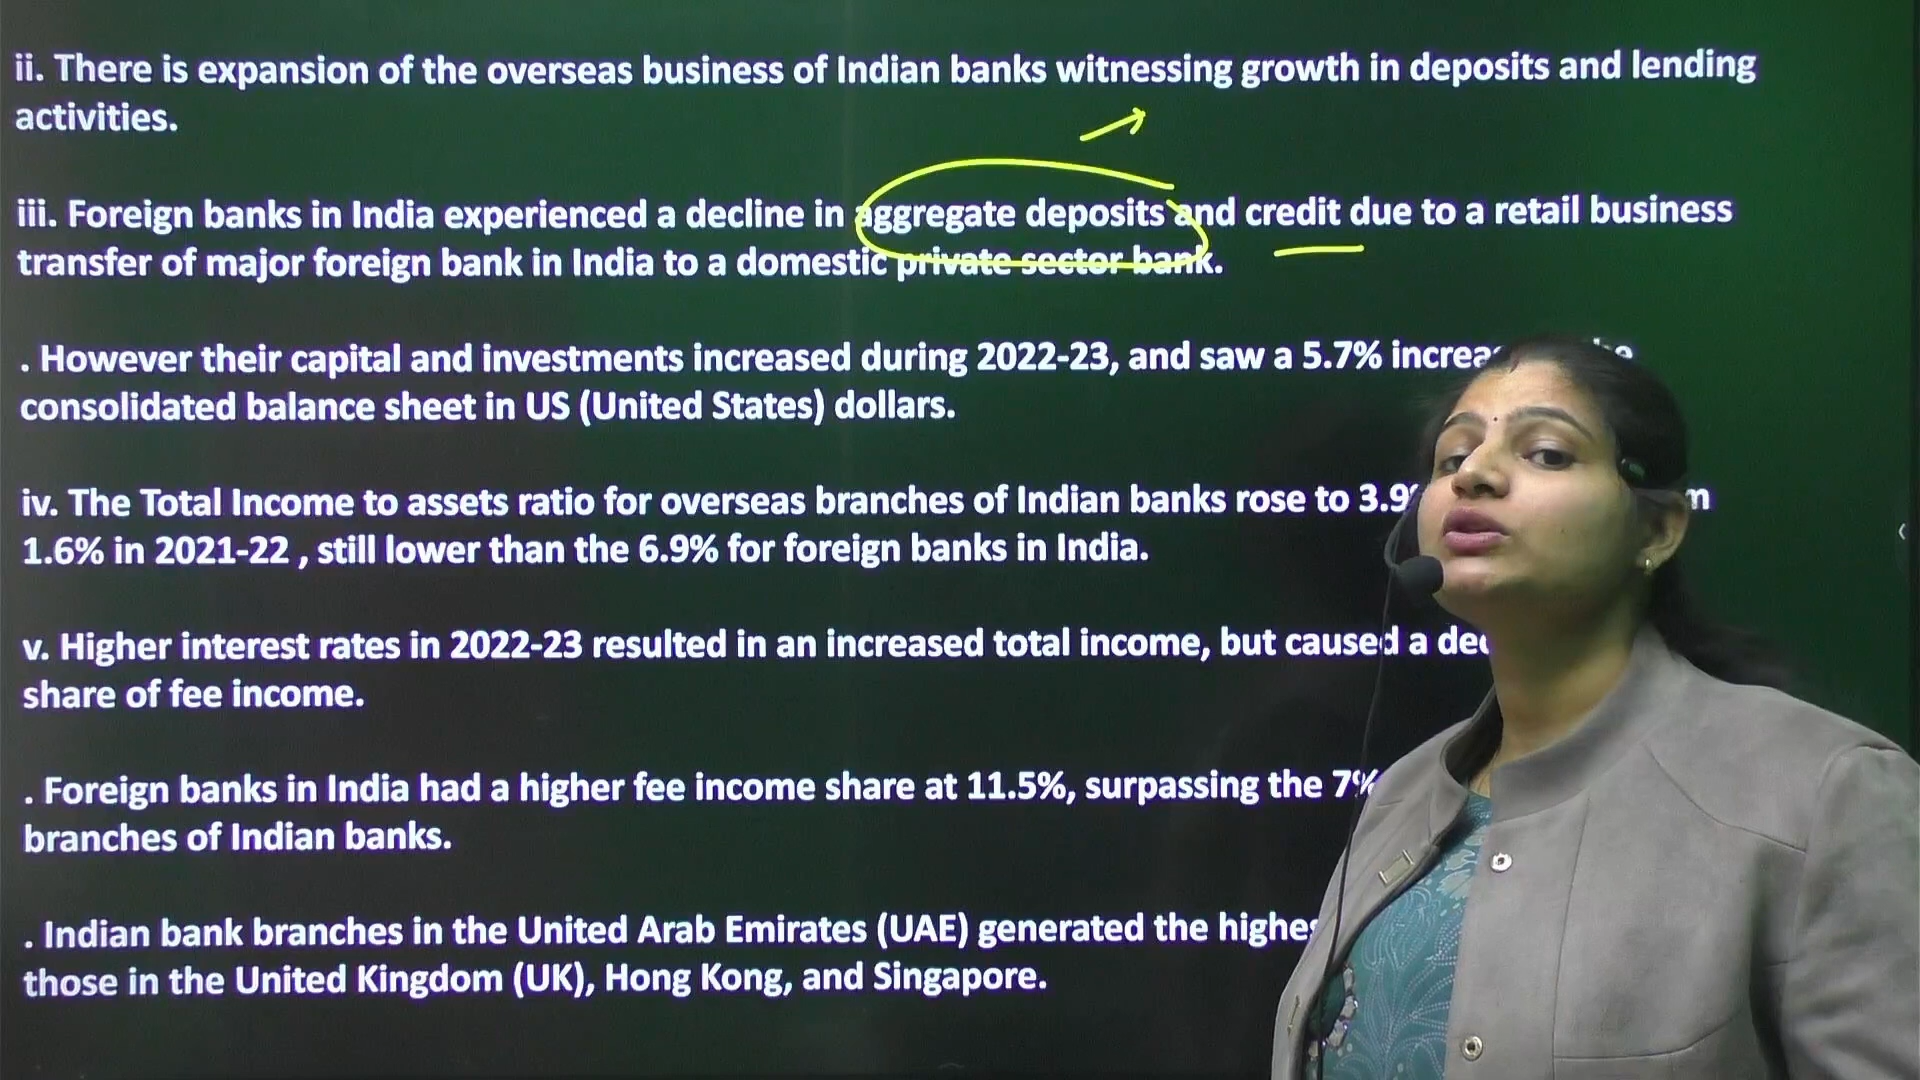 ii. There is expansion of the overseas business of Indian banks witnessing growth in deposits and lending
activities.
iii. Foreign banks in India experienced a decline in aggregate deposits and credit due to a retail business
transfer of major foreign bank in India to a domestic private sector bank.
. However their capital and investments increased during 2022-23, and saw a 5.7%
consolidated balance sheet in US (United States) dollars.
iv. The Total Income to assets ratio for overseas branches of Indian banks rose to
1.6% in 2021-22 , still lower than the 6.9% for foreign banks in India.
v. Higher interest rates in 2022-23 resulted in an increased total income, but caused a
share of fee income.
. Foreign banks in India had a higher fee income share at 11.5%, surpassing the 7%
branches of Indian banks.
. Indian bank branches in the United Arab Emirates (UAE) generated the
those in the United Kingdom (UK), Hong Kong, and Singapore.